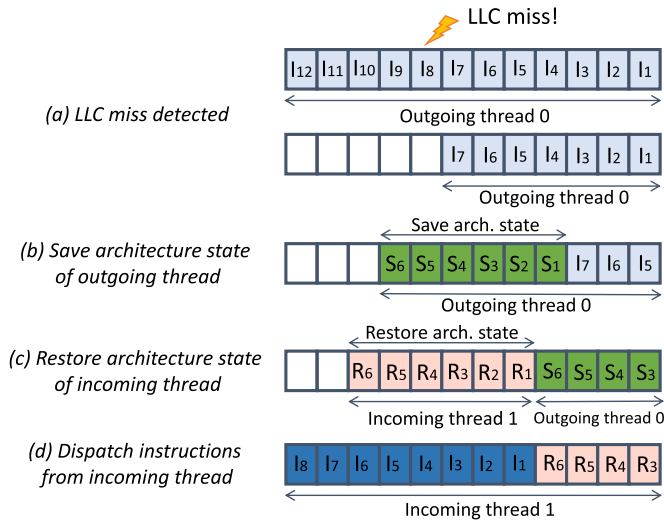 LLC miss!
I12 I11 I10 I9 I8 I7 I6 I5 I4 I3 I2 I1
(a) LLC miss detected
Outgoing thread 0
I7 I6 I5 I4 I3 I2 I1
Outgoing thread 0
Save arch. state
(b) Save architecture state
of outgoing thread
S6 S5 S4 S3 S2 S1 I7 I6 I5
Outgoing thread 0
Restore arch. state
(c) Restore architecture state
of incoming thread
R6 R5 R4 R3 R2 R1 S6 S5 S4 S3
Incoming thread 1
Outgoing thread 0
(d) Dispatch instructions
from incoming thread
I8 I7 I6 I5 I4 I3 I2 I1 R6 R5 R4 R3
Incoming thread 1